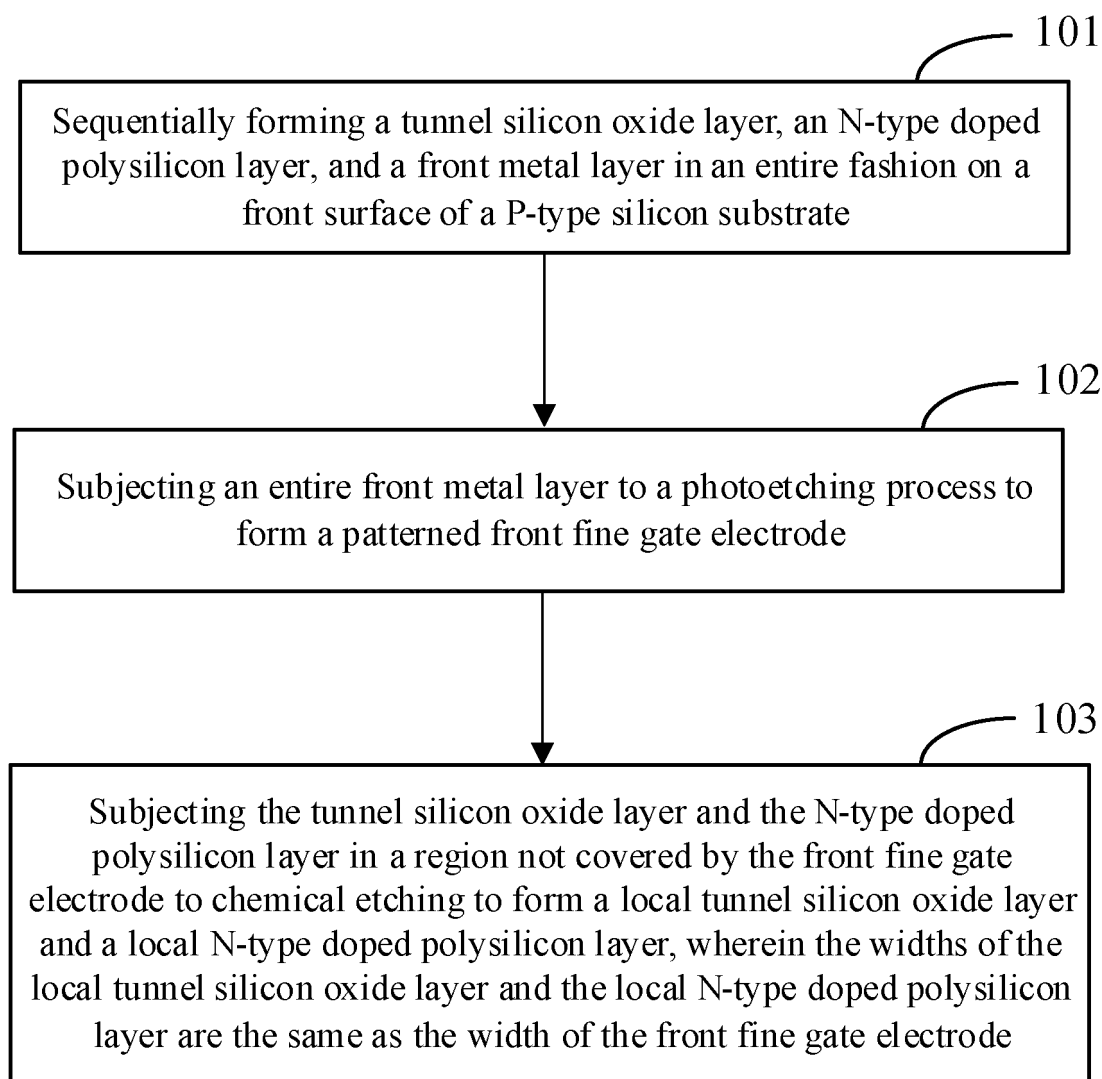 101
Sequentially forming a tunnel silicon oxide layer, an N-type doped
polysilicon layer, and a front metal layer in an entire fashion on a
front surface of a P-type silicon substrate
102
Subjecting an entire front metal layer to a photoetching process to
form a patterned front fine gate electrode
103
Subjecting the tunnel silicon oxide layer and the N-type doped
polysilicon layer in a region not covered by the front fine gate
electrode to chemical etching to form a local tunnel silicon oxide layer
and a local N-type doped polysilicon layer, wherein the widths of the
local tunnel silicon oxide layer and the local N-type doped polysilicon
layer are the same as the width of the front fine gate electrode